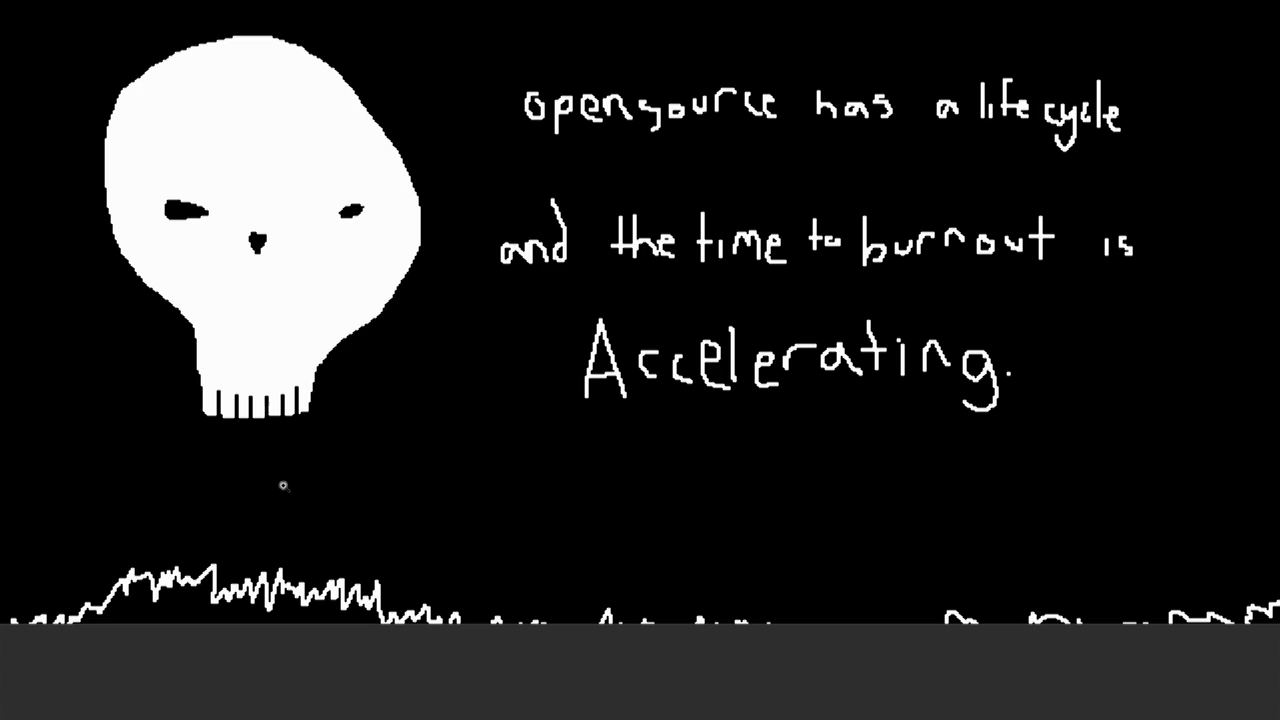 opensource has a life cycle
and the time to burnout is
Accelerating.